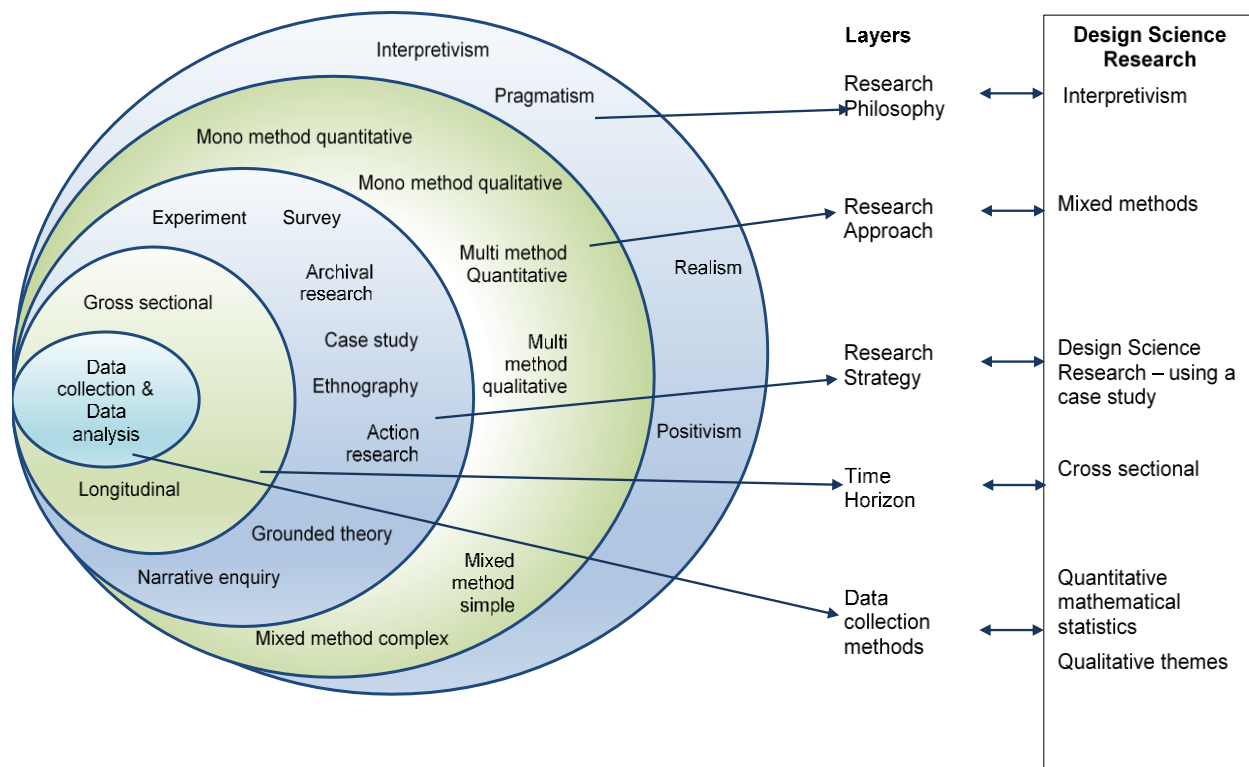 Interpretivism
Pragmatism
Mono method quantitative
Mono method qualitative
Experiment
Survey
Multi method
Quantitative
Realism
Archival
research
Gross sectional
Case study
Multi
method
qualitative
Ethnography
Data
collection &
Data
analysis
Action
research
Positivism
Longitudinal
Grounded theory
Narrative enquiry
Mixed
method
simple
Mixed method complex
Layers
Research
Philosophy
Research
Approach
Research
Strategy
Time
Horizon
Data
collection
methods
Design Science
Research
Interpretivism
Mixed methods
Design Science
Research – using a
case study
Cross sectional
Quantitative
mathematical
statistics
Qualitative themes